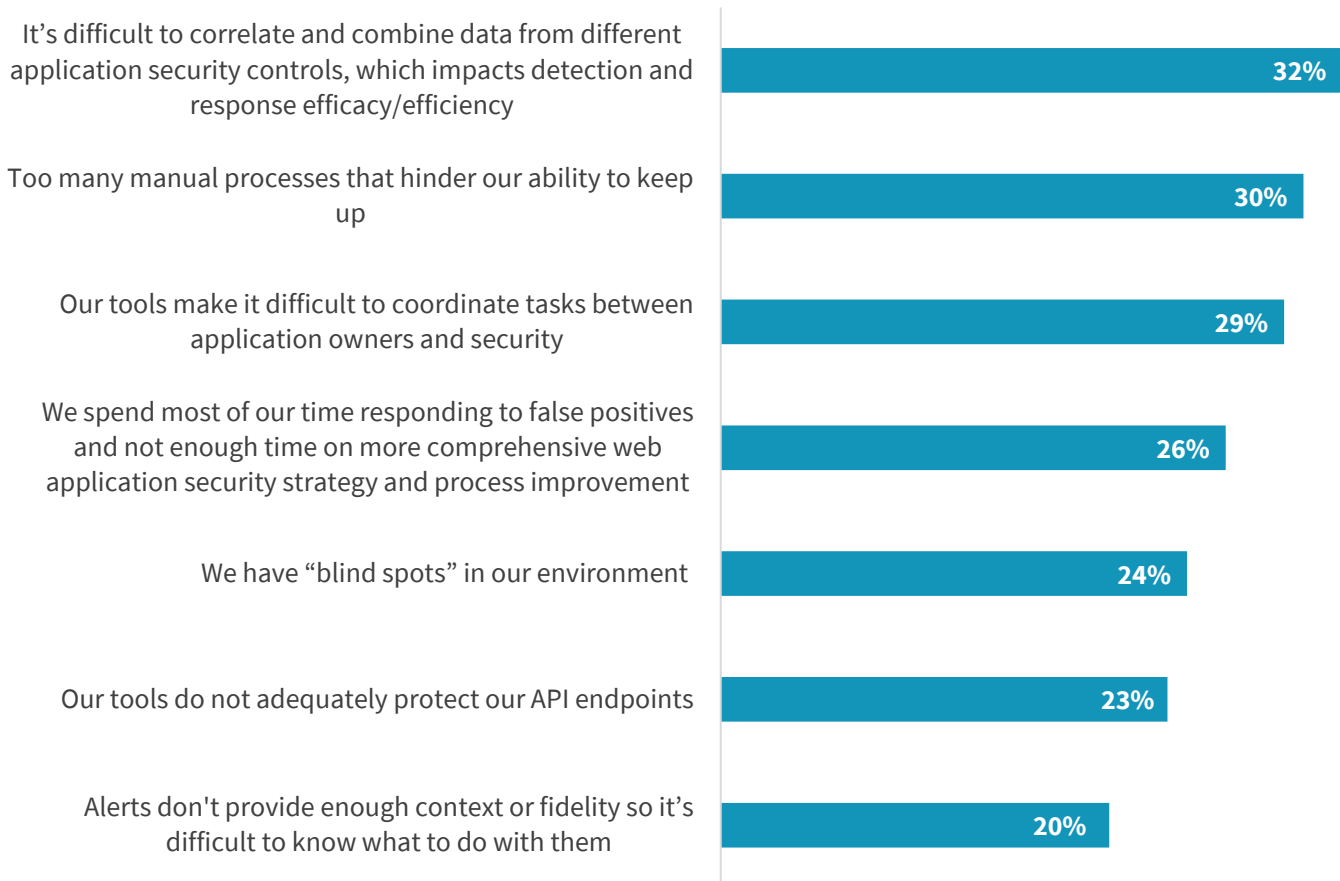 It’s difficult to correlate and combine data from different
application security controls, which impacts detection and
response efficacy/efficiency
32%
Too many manual processes that hinder our ability to keep
up
30%
Our tools make it difficult to coordinate tasks between
application owners and security
29%
We spend most of our time responding to false positives
and not enough time on more comprehensive web
application security strategy and process improvement
26%
We have “blind spots” in our environment
24%
Our tools do not adequately protect our API endpoints
23%
Alerts don't provide enough context or fidelity so it’s
difficult to know what to do with them
20%